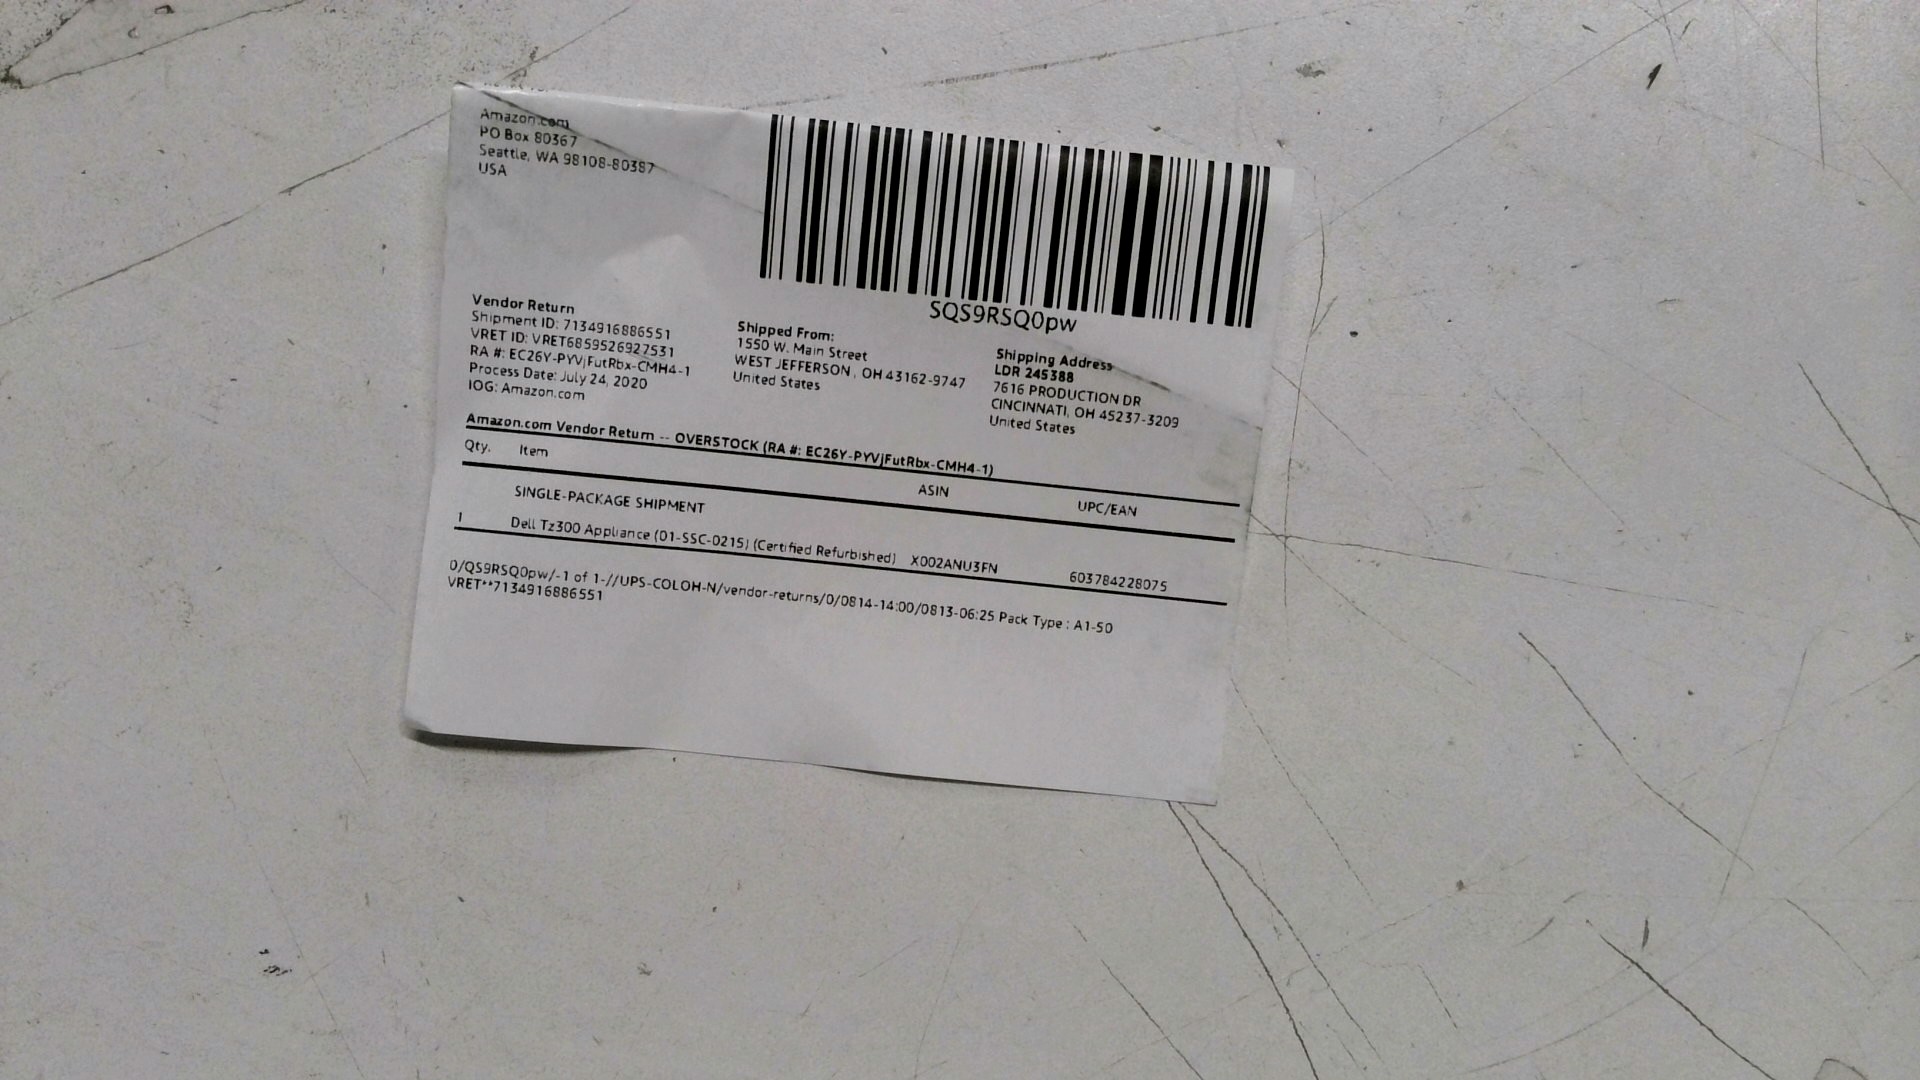 Amazon.com
PO Box 80367
Seattle, WA 98108-80387
USA
SQS9RSQ0pw
Vendor Return
Shipment ID: 7134916886551
VRET ID: VRET6859526927531
RA #: EC26Y-PYVjFutRbx-CMH4-1
Process Date: July 24, 2020
IOG: Amazon.com
Shipped From:
1550 W. Main Street
WEST JEFFERSON , OH 43162-9747
United States
Shipping Address
LDR 245388
7616 PRODUCTION DR
CINCINNATI, OH 45237-3209
United States
Amazon.com Vendor Return -- OVERSTOCK (RA #: EC26Y-PYVjFutRbx-CMH4-1)
Qty. Item ASIN UPC/EAN
SINGLE-PACKAGE SHIPMENT
1 Dell Tz300 Appliance (01-SSC-0215) (Certified Refurbished) X002ANU3FN 603784228075
0/QS9RSQ0pw/-1 of 1-//UPS-COLOH-N/vendor-returns/0/0814-14:00/0813-06:25 Pack Type : A1-50
VRET**7134916886551